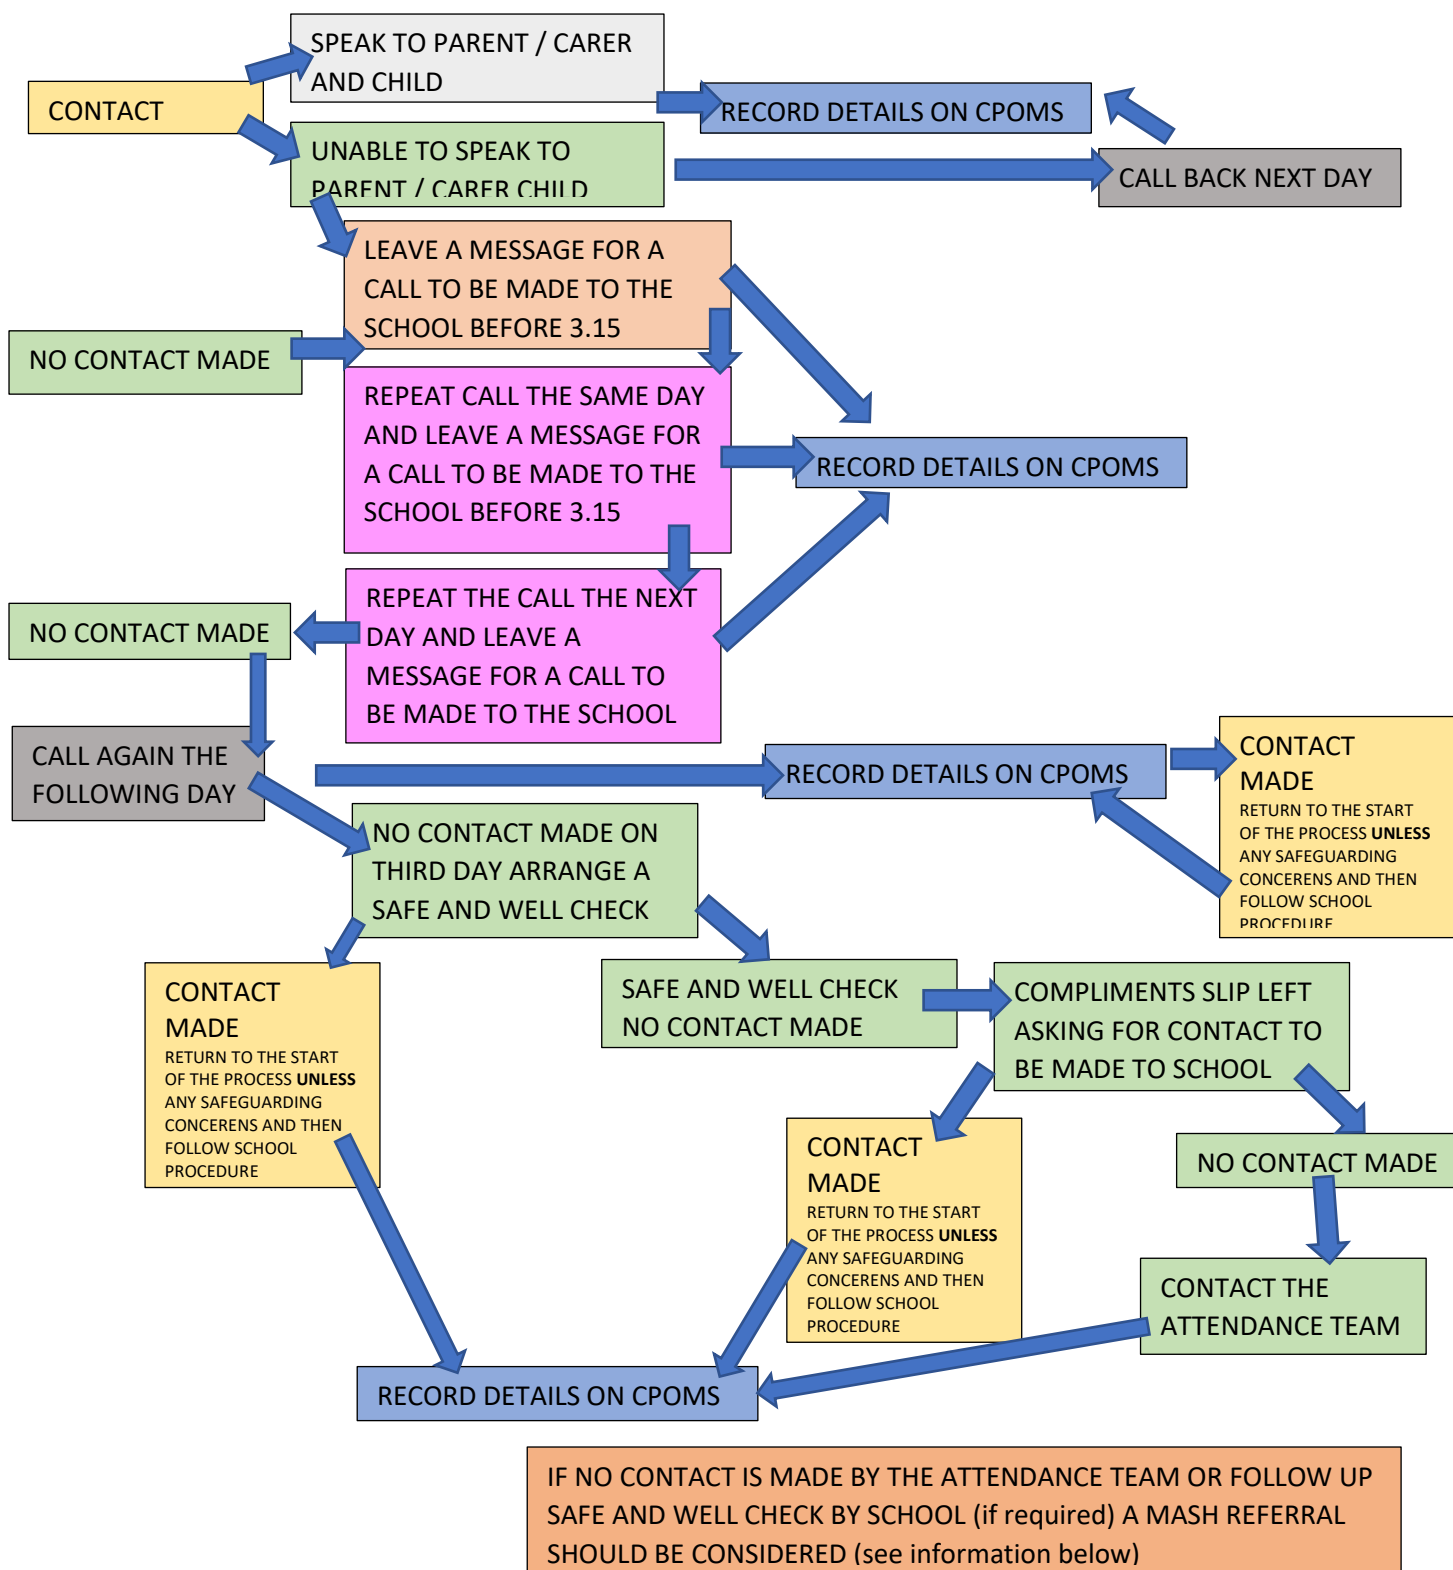 SPEAK TO PARENT / CARER
AND CHILD
CONTACT
RECORD DETAILS ON CPOMS
UNABLE TO SPEAK TO
PARENT / CARER CHILD
CALL BACK NEXT DAY
LEAVE A MESSAGE FOR A
CALL TO BE MADE TO THE
SCHOOL BEFORE 3.15
NO CONTACT MADE
REPEAT CALL THE SAME DAY
AND LEAVE A MESSAGE FOR
A CALL TO BE MADE TO THE
SCHOOL BEFORE 3.15
RECORD DETAILS ON CPOMS
REPEAT THE CALL THE NEXT
DAY AND LEAVE A
MESSAGE FOR A CALL TO
BE MADE TO THE SCHOOL
NO CONTACT MADE
CALL AGAIN THE
FOLLOWING DAY
RECORD DETAILS ON CPOMS
CONTACT
MADE
RETURN TO THE START
OF THE PROCESS UNLESS
ANY SAFEGUARDING
CONCERENS AND THEN
FOLLOW SCHOOL
PROCEDURE
NO CONTACT MADE ON
THIRD DAY ARRANGE A
SAFE AND WELL CHECK
CONTACT
MADE
RETURN TO THE START
OF THE PROCESS UNLESS
ANY SAFEGUARDING
CONCERENS AND THEN
FOLLOW SCHOOL
PROCEDURE
SAFE AND WELL CHECK
NO CONTACT MADE
COMPLIMENTS SLIP LEFT
ASKING FOR CONTACT TO
BE MADE TO SCHOOL
CONTACT
MADE
RETURN TO THE START
OF THE PROCESS UNLESS
ANY SAFEGUARDING
CONCERENS AND THEN
FOLLOW SCHOOL
PROCEDURE
NO CONTACT MADE
CONTACT THE
ATTENDANCE TEAM
RECORD DETAILS ON CPOMS
IF NO CONTACT IS MADE BY THE ATTENDANCE TEAM OR FOLLOW UP
SAFE AND WELL CHECK BY SCHOOL (if required) A MASH REFERRAL
SHOULD BE CONSIDERED (see information below)